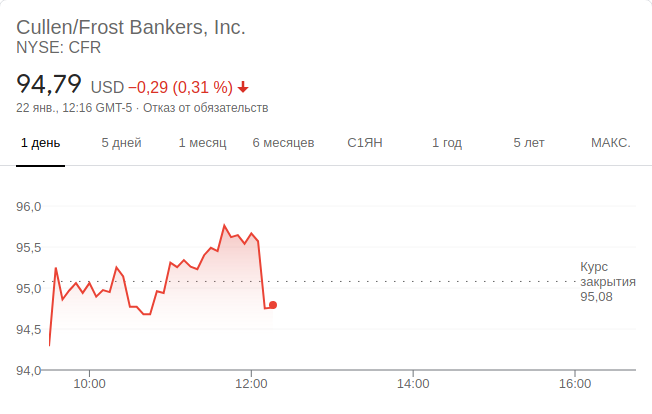 Cullen/Frost Bankers, Inc.
NYSE: CFR
94,79 USD −0,29 (0,31 %)
22 янв., 12:16 GMT-5 · Отказ от обязательств
1 день 5 дней 1 месяц 6 месяцев С1ЯН 1 год 5 лет МАКС.
96,0
95,5
95,0
94,5
94,0
Курс
закрытия
95,08
10:00 12:00 14:00 16:00